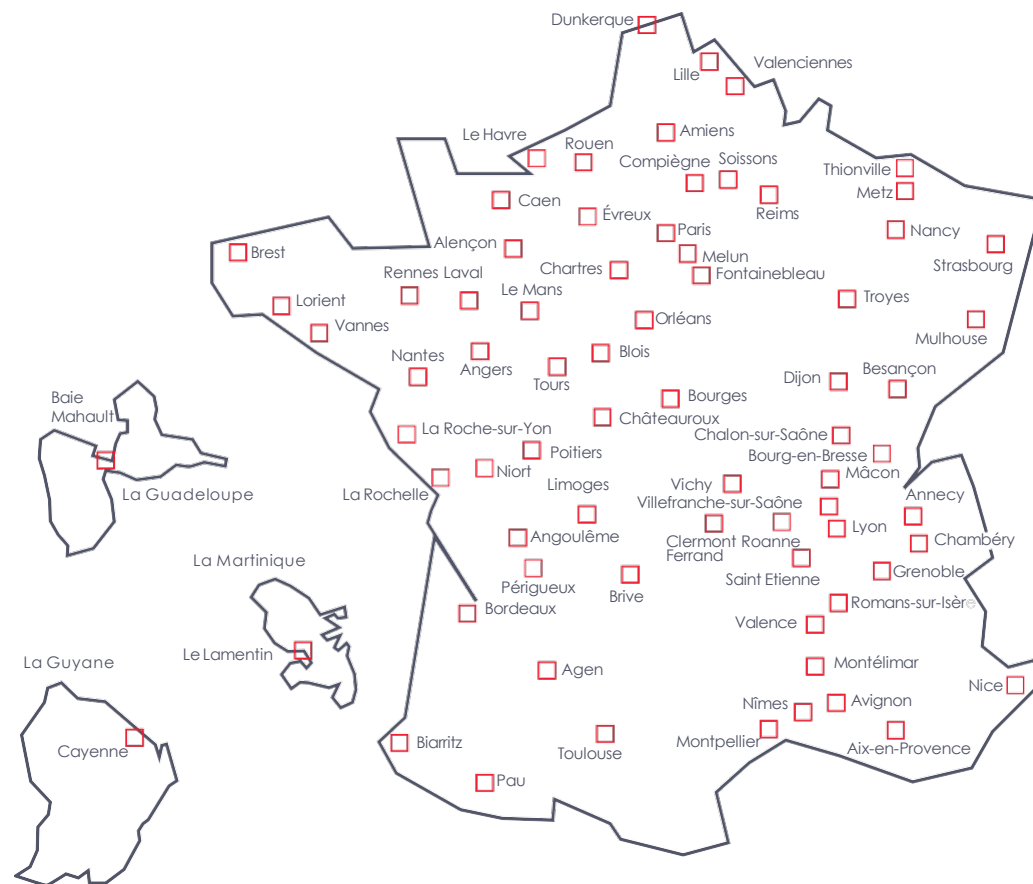 Dunkerque
Valenciennes
Lille
Amiens
Le Havre
Rouen
Compiègne
Soissons
Thionville
Metz
Reims
Caen
Évreux
Paris
Nancy
Alençon
Melun
Strasbourg
Brest
Chartres
Fontainebleau
Rennes Laval
Le Mans
Troyes
Lorient
Orléans
Vannes
Mulhouse
Nantes
Angers
Blois
Tours
Dijon
Besançon
Bourges
Baie
Mahault
Châteauroux
La Roche-sur-Yon
Chalon-sur-Saône
Poitiers
Bourg-en-Bresse
Niort
Mâcon
La Rochelle
Limoges
Vichy
La Guadeloupe
Villefranche-sur-Saône
Annecy
Lyon
Angoulême
Clermont Roanne
Ferrand
Chambéry
La Martinique
Saint Etienne
Grenoble
Périgueux
Brive
Bordeaux
Romans-sur-Isère
Valence
Le Lamentin
La Guyane
Agen
Montélimar
Nice
Nîmes
Avignon
Cayenne
Biarritz
Toulouse
Montpellier
Aix-en-Provence
Pau